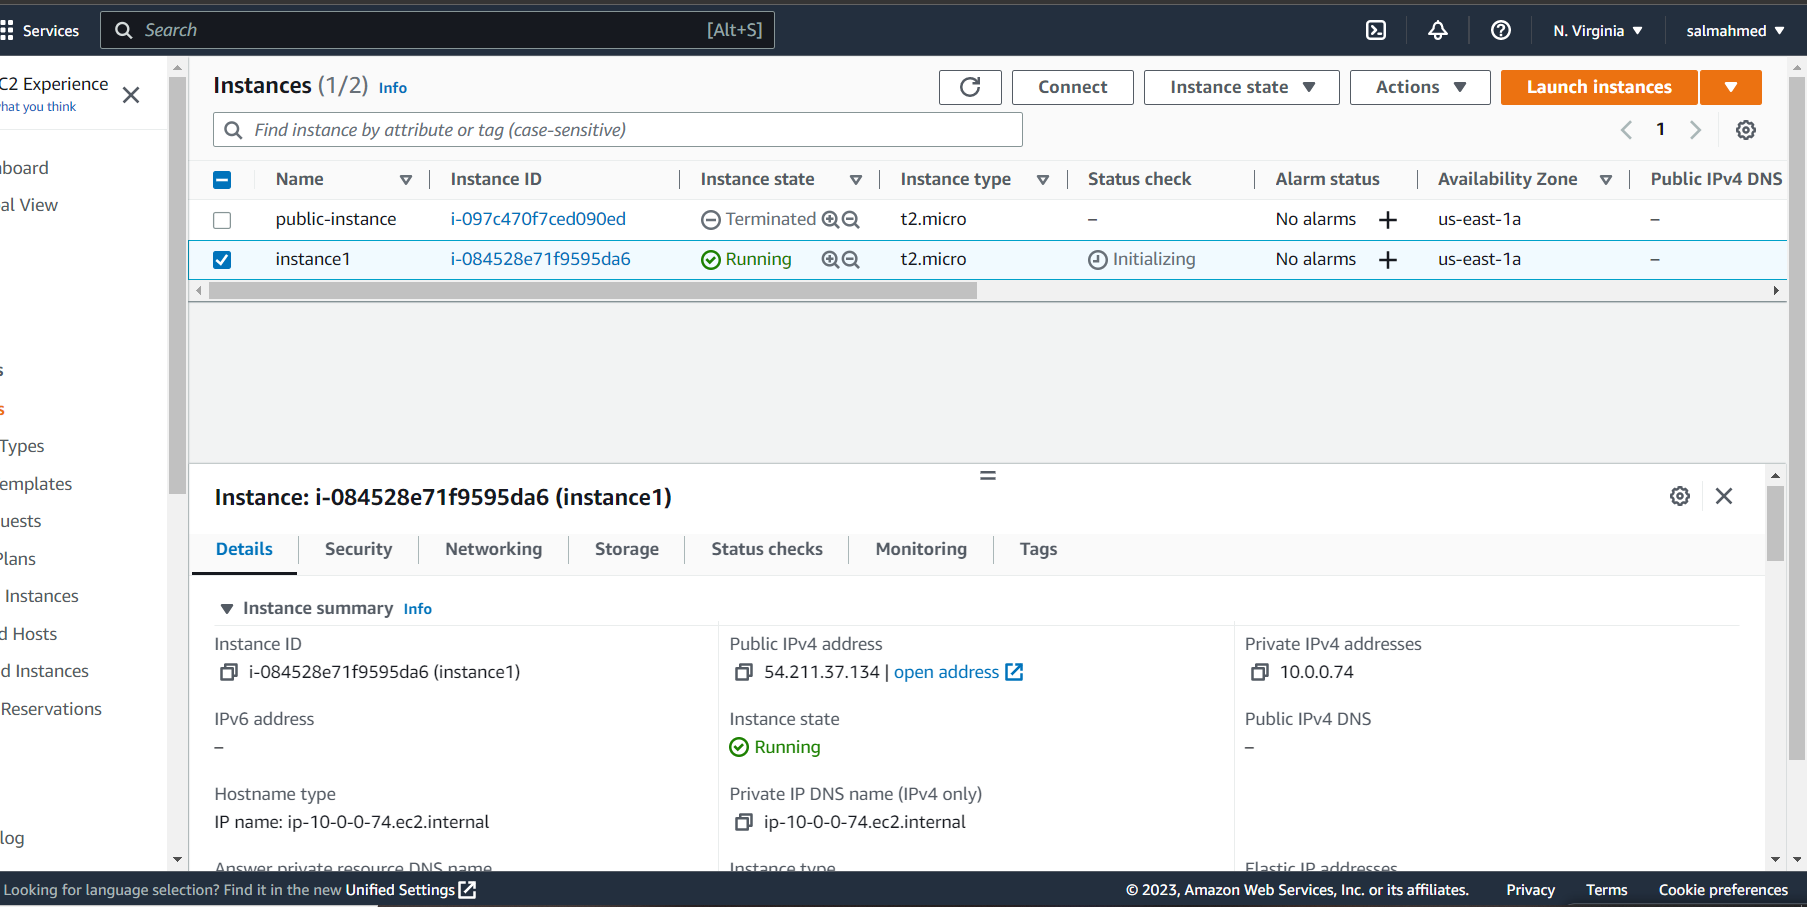 Services
Search [Alt+S]
N. Virginia
salmahmed
C2 Experience
hat you think
board
al View
s
s
Types
emplates
uests
Plans
Instances
d Hosts
d Instances
Reservations
log
Instances (1/2) Info
Connect
Instance state
Actions
Launch instances
Find instance by attribute or tag (case-sensitive)
1
Name Instance ID Instance state Instance type Status check Alarm status Availability Zone Public IPv4 DNS
public-instance i-097c470f7ced090ed Terminated t2.micro – No alarms + us-east-1a –
instance1 i-084528e71f9595da6 Running t2.micro Initializing No alarms + us-east-1a –
Instance: i-084528e71f9595da6 (instance1)
Details Security Networking Storage Status checks Monitoring Tags
Instance summary Info
Instance ID
i-084528e71f9595da6 (instance1)
Public IPv4 address
54.211.37.134 | open address
Private IPv4 addresses
10.0.0.74
IPv6 address
–
Instance state
Running
Public IPv4 DNS
–
Hostname type
IP name: ip-10-0-0-74.ec2.internal
Private IP DNS name (IPv4 only)
ip-10-0-0-74.ec2.internal
Answer private resource DNS name
Instance type
Elastic IP addresses
Looking for language selection? Find it in the new Unified Settings
© 2023, Amazon Web Services, Inc. or its affiliates. Privacy Terms Cookie preferences